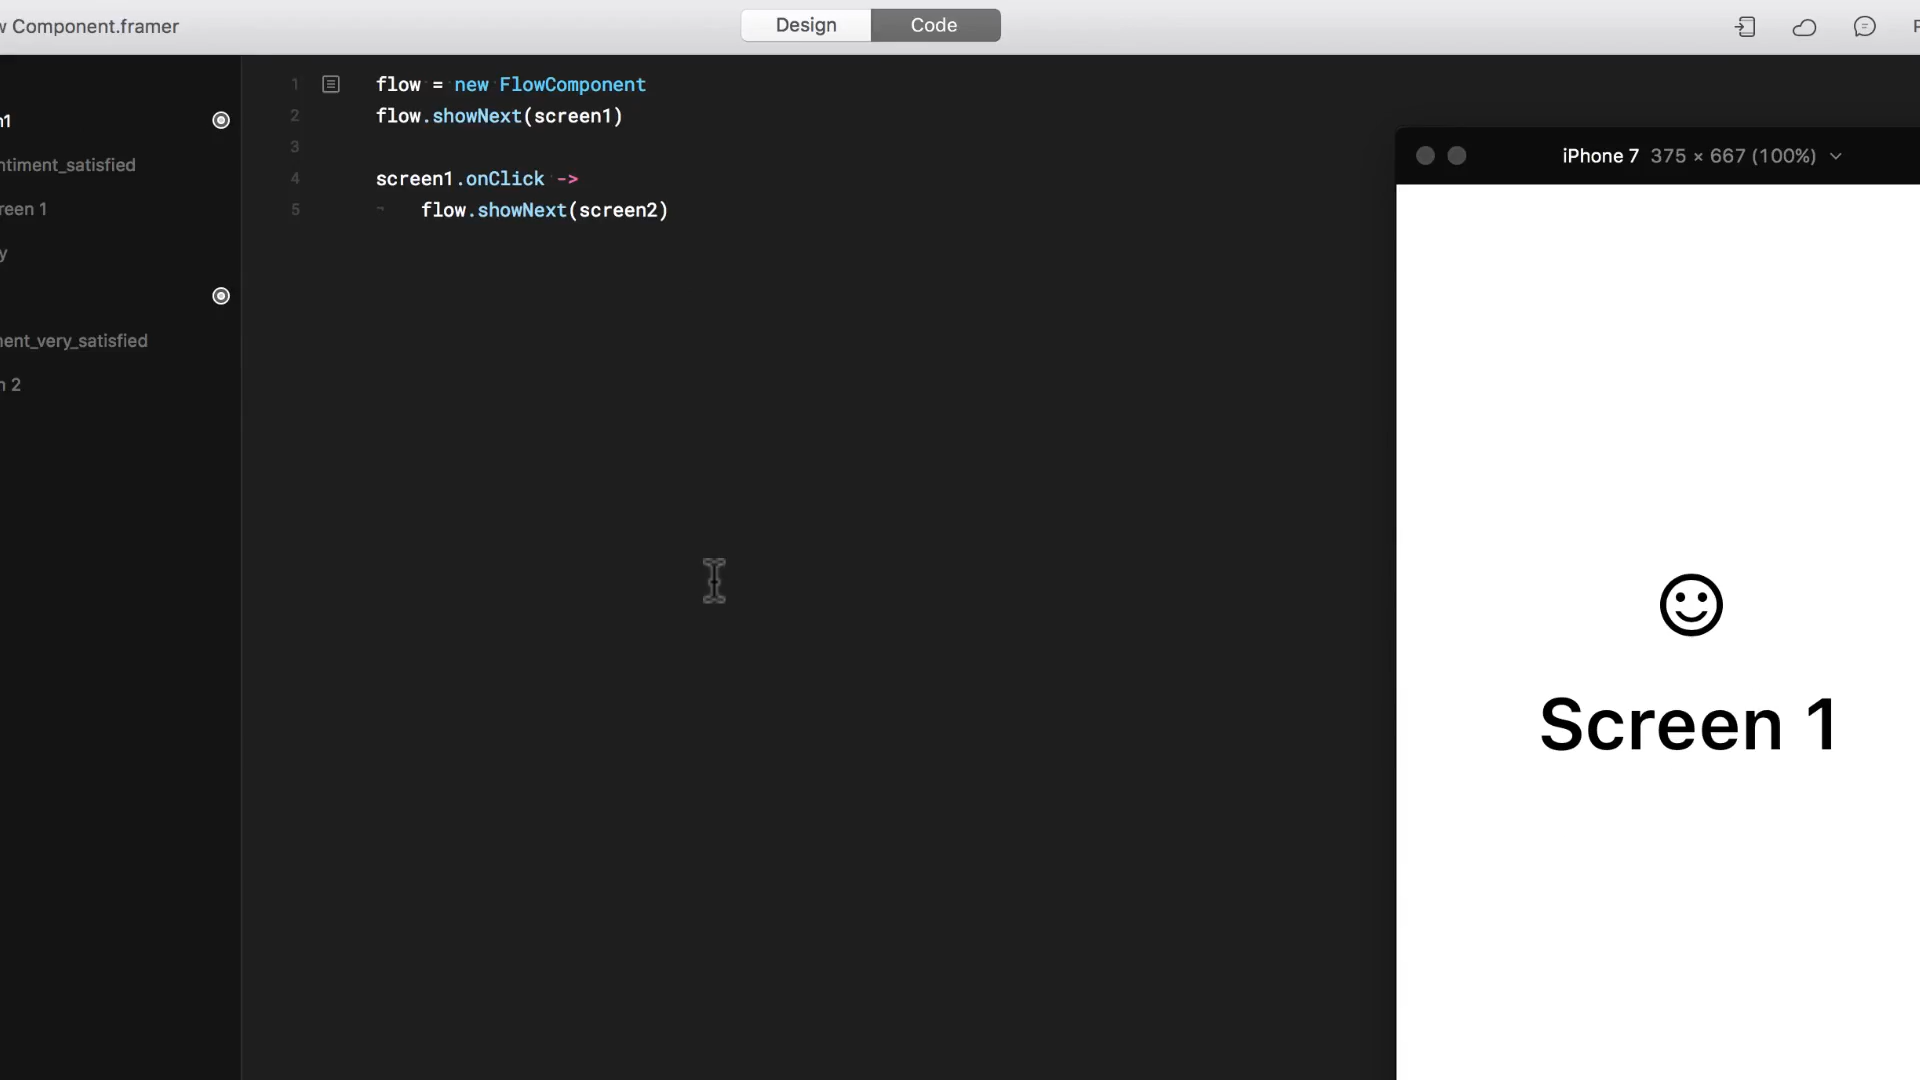 w Component.framer
Design
Code
n1
ntiment_satisfied
reen 1
y
nent_very_satisfied
n 2
1 flow = new FlowComponent
2 flow.showNext(screen1)
3
4 screen1.onClick ->
5 flow.showNext(screen2)
iPhone 7 375 × 667 (100%)
Screen 1